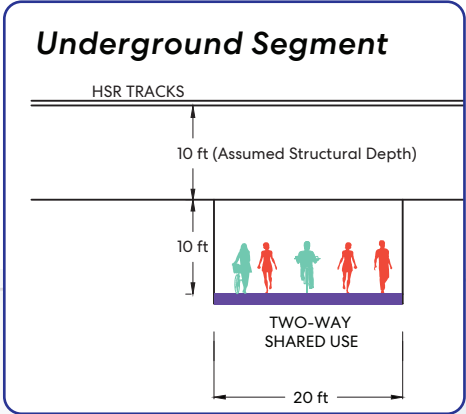 Underground Segment
HSR TRACKS
10 ft (Assumed Structural Depth)
10 ft
TWO-WAY
SHARED USE
20 ft